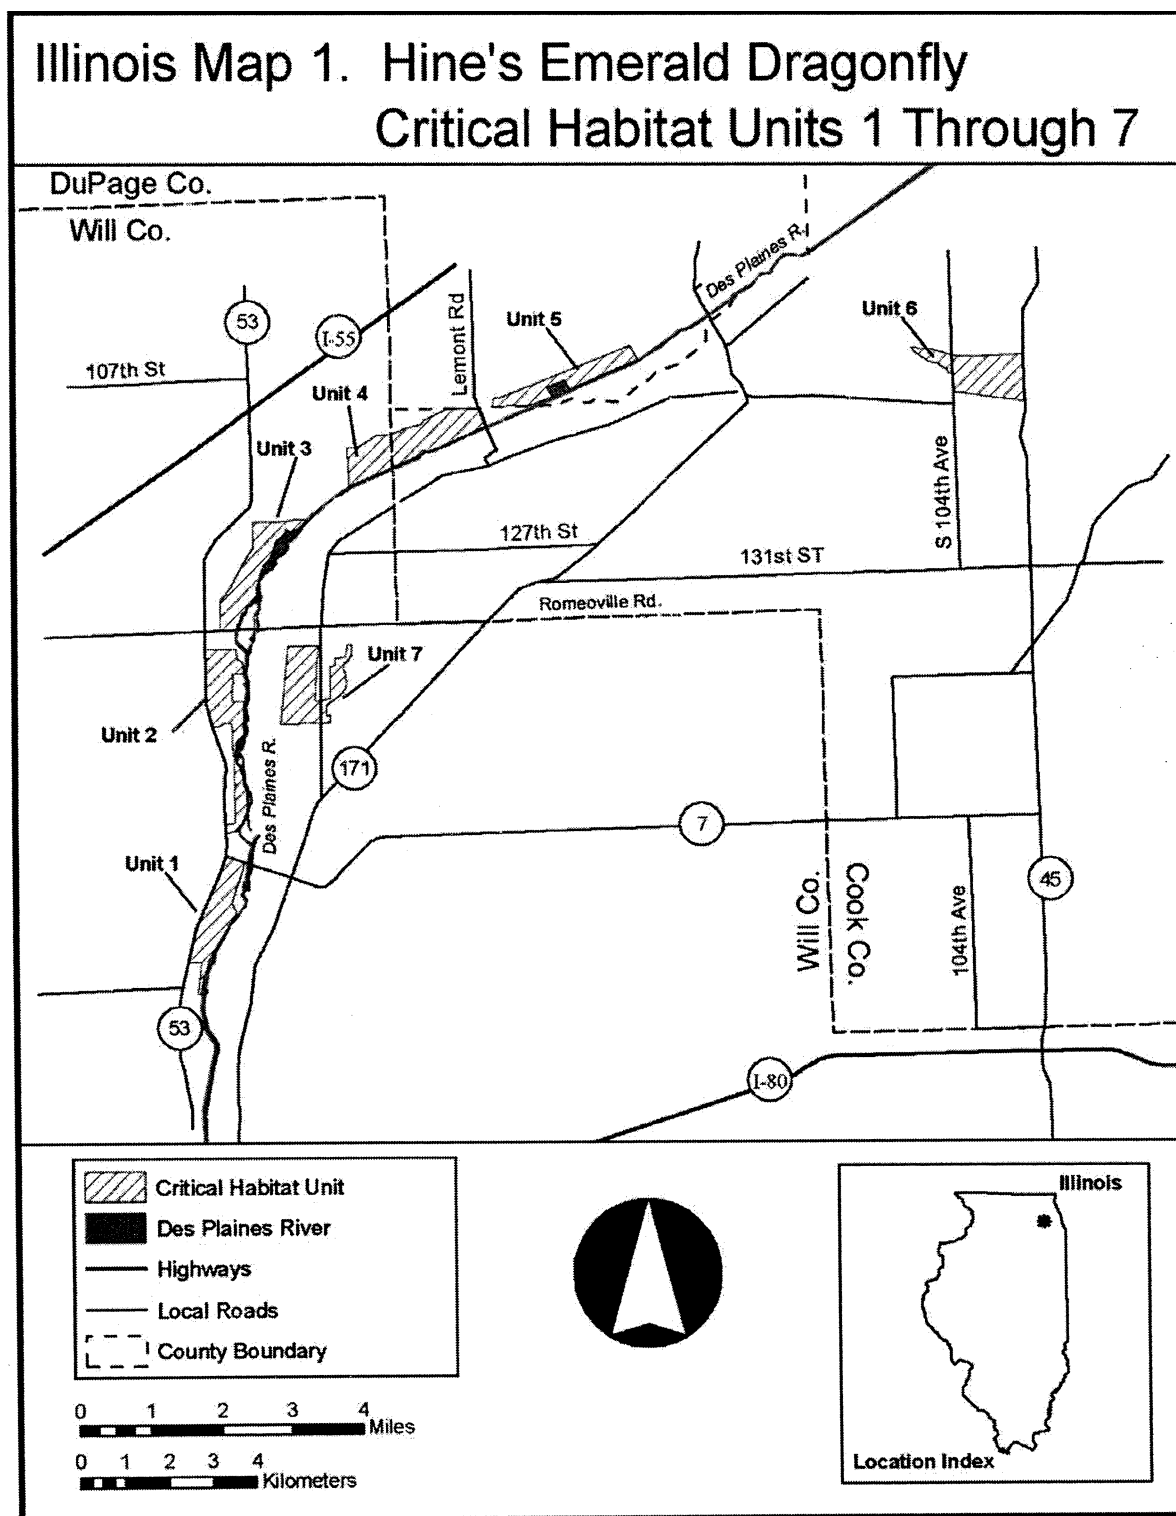 Illinois Map 1. Hine's Emerald Dragonfly
Critical Habitat Units 1 Through 7
DuPage Co.
Will Co.
Des Plaines R.
53
I-55
Lemont Rd
Unit 5
Unit 6
107th St
Unit 4
Unit 3
S 104th Ave
127th St
131st ST
Romeoville Rd.
Unit 7
Unit 2
Des Plaines R.
171
7
Unit 1
Will Co.
Cook Co.
104th Ave
45
53
I-80
Critical Habitat Unit
Des Plaines River
Highways
Local Roads
County Boundary
0 1 2 3 4
Miles
0 1 2 3 4
Kilometers
Illinois
Location Index